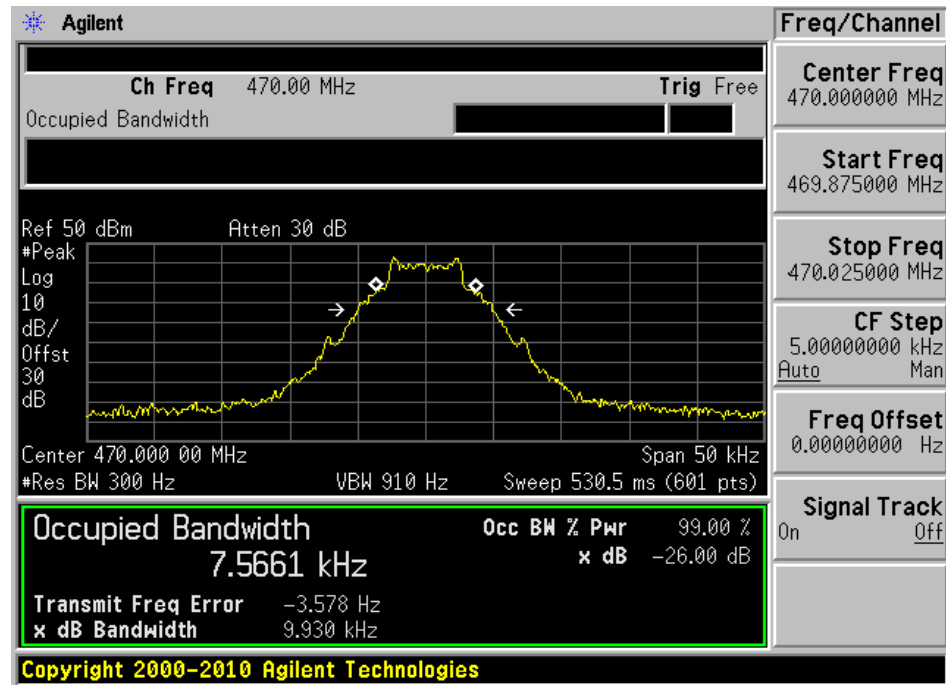 Agilent
Freq/Channel
Ch Freq 470.00 MHz Trig Free
Occupied Bandwidth
Center Freq
470.000000 MHz
Start Freq
469.875000 MHz
Stop Freq
470.025000 MHz
CF Step
5.00000000 kHz
Auto Man
Freq Offset
0.00000000 Hz
Signal Track
On Off
Ref 50 dBm Atten 30 dB
#Peak
Log
10
dB/
Offst
30
dB
Center 470.000 00 MHz Span 50 kHz
#Res BW 300 Hz VBW 910 Hz Sweep 530.5 ms (601 pts)
Occupied Bandwidth Occ BW % Pwr 99.00 %
7.5661 kHz x dB -26.00 dB
Transmit Freq Error -3.578 Hz
x dB Bandwidth 9.930 kHz
Copyright 2000-2010 Agilent Technologies